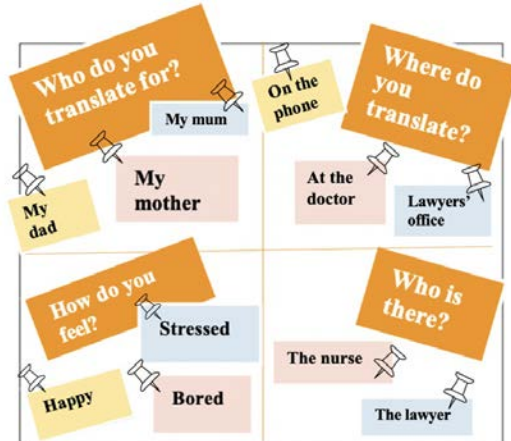 Who do you
translate for?
My mum
My
mother
My
dad
On the
phone
Where do
you
translate?
At the
doctor
Lawyers'
office
How do you
feel?
Stressed
Happy
Bored
Who is
there?
The nurse
The lawyer